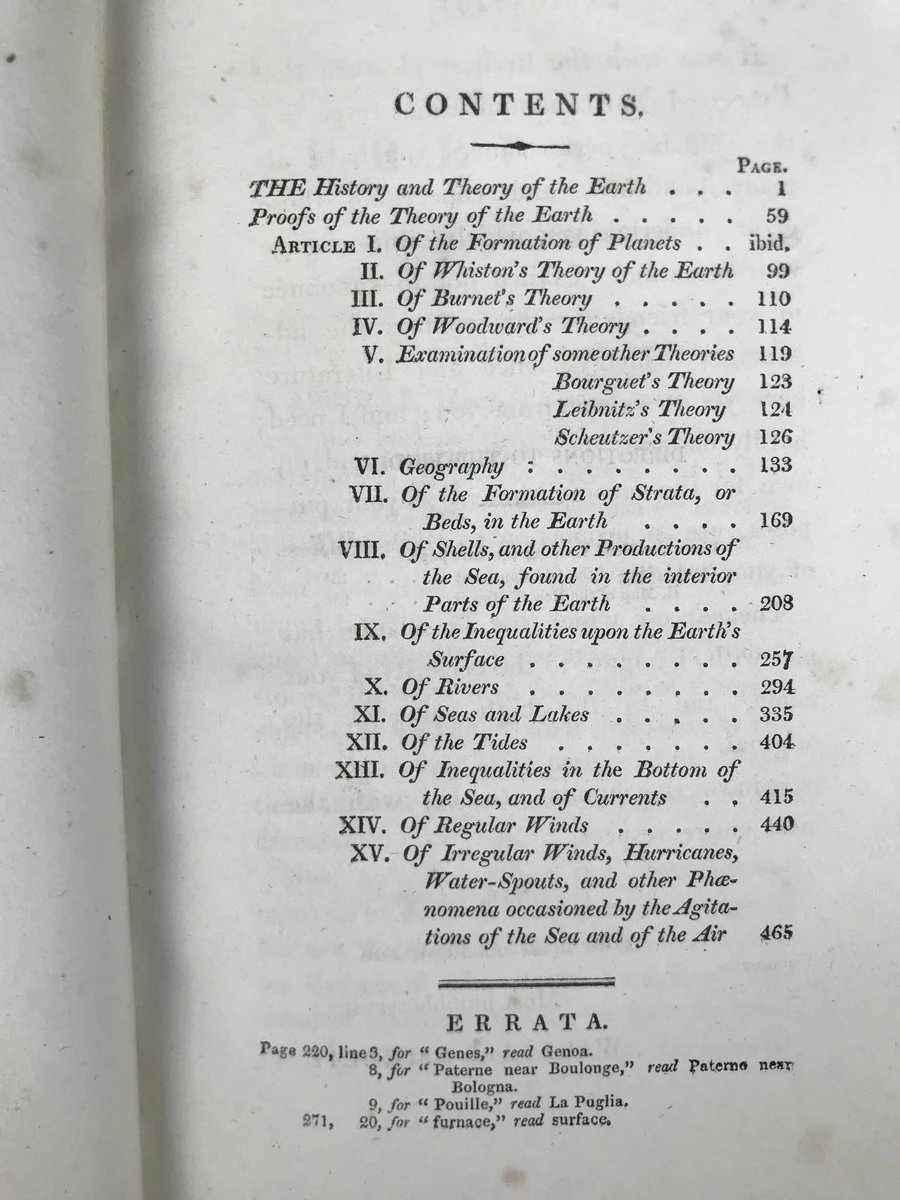 CONTENTS.
PAGE.
THE History and Theory of the Earth . . . 1
Proofs of the Theory of the Earth . . . . . 59
ARTICLE I. Of the Formation of Planets . . ibid.
II. Of Whiston's Theory of the Earth 99
III. Of Burnet's Theory . . . . . 110
IV. Of Woodward's Theory . . . . 114
V. Examination of some other Theories 119
Bourguet's Theory 123
Leibnitz's Theory 124
Scheutzer's Theory 126
VI. Geography : . . . . . . . 133
VII. Of the Formation of Strata, or
Beds, in the Earth . . . . 169
VIII. Of Shells, and other Productions of
the Sea, found in the interior
Parts of the Earth . . . . 208
IX. Of the Inequalities upon the Earth's
Surface . . . . . . . . 257
X. Of Rivers . . . . . . . . . 294
XI. Of Seas and Lakes . . . . . 335
XII. Of the Tides . . . . . . . 404
XIII. Of Inequalities in the Bottom of
the Sea, and of Currents . . 415
XIV. Of Regular Winds . . . . . 440
XV. Of Irregular Winds, Hurricanes,
Water-Spouts, and other Phæ-
nomena occasioned by the Agita-
tions of the Sea and of the Air 465
ERRATA.
Page 220, line 3, for "Genes," read Genoa.
8, for "Paterne near Boulonge," read Paterno near
Bologna.
9, for "Pouille," read La Puglia.
271, 20, for "furnace," read surface.